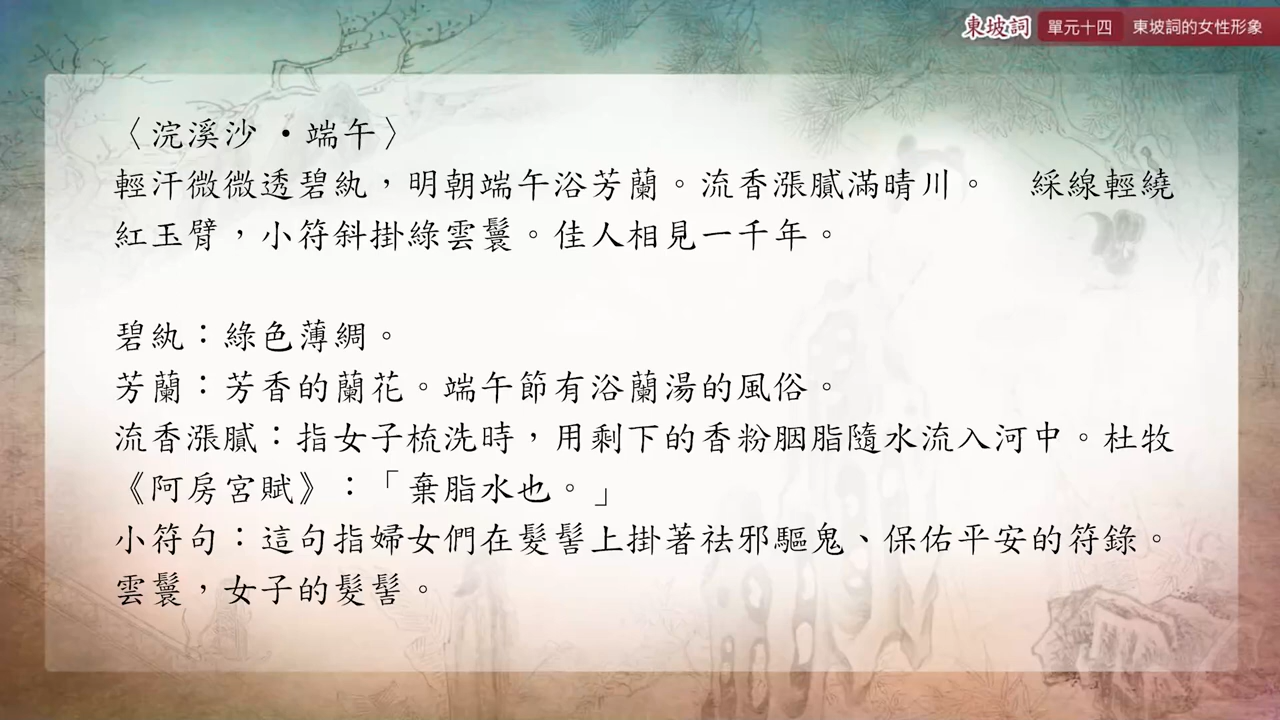 東坡詞 單元十四 東坡詞的女性形象
〈浣溪沙 •端午〉
輕汗微微透碧紈，明朝端午浴芳蘭。流香漲膩滿晴川。　綵線輕繞
紅玉臂，小符斜掛綠雲鬟。佳人相見一千年。
碧紈：綠色薄綢。
芳蘭：芳香的蘭花。端午節有浴蘭湯的風俗。
流香漲膩：指女子梳洗時，用剩下的香粉胭脂隨水流入河中。杜牧
《阿房宮賦》：「棄脂水也。」
小符句：這句指婦女們在髮髻上掛著祛邪驅鬼、保佑平安的符錄。
雲鬟，女子的髮髻。